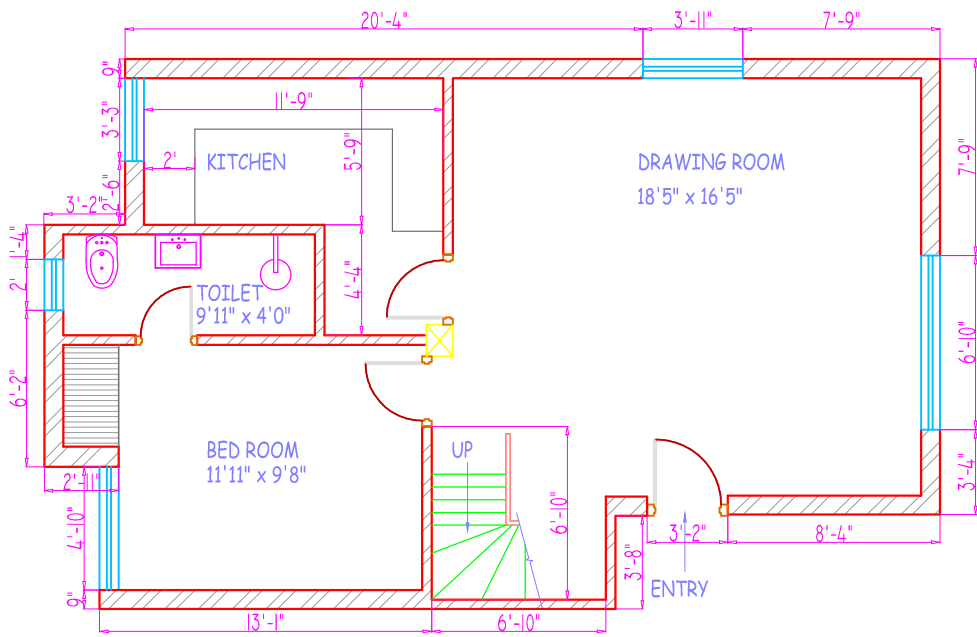 20'-4"
3'-11"
7'-9"
9"
11'-9"
3'-3"
5'-9"
2'
KITCHEN
DRAWING ROOM
18'5" x 16'5"
7'-9"
2'-6"
3'-2"
-4"
2'
4'-4"
TOILET
9'11" x 4'0"
6'-10"
6'-2"
BED ROOM
11'11" x 9'8"
UP
2'-11"
3'-4"
6'-10"
4'-10"
3'-2"
8'-4"
3'-8"
ENTRY
9"
13'-1"
6'-10"